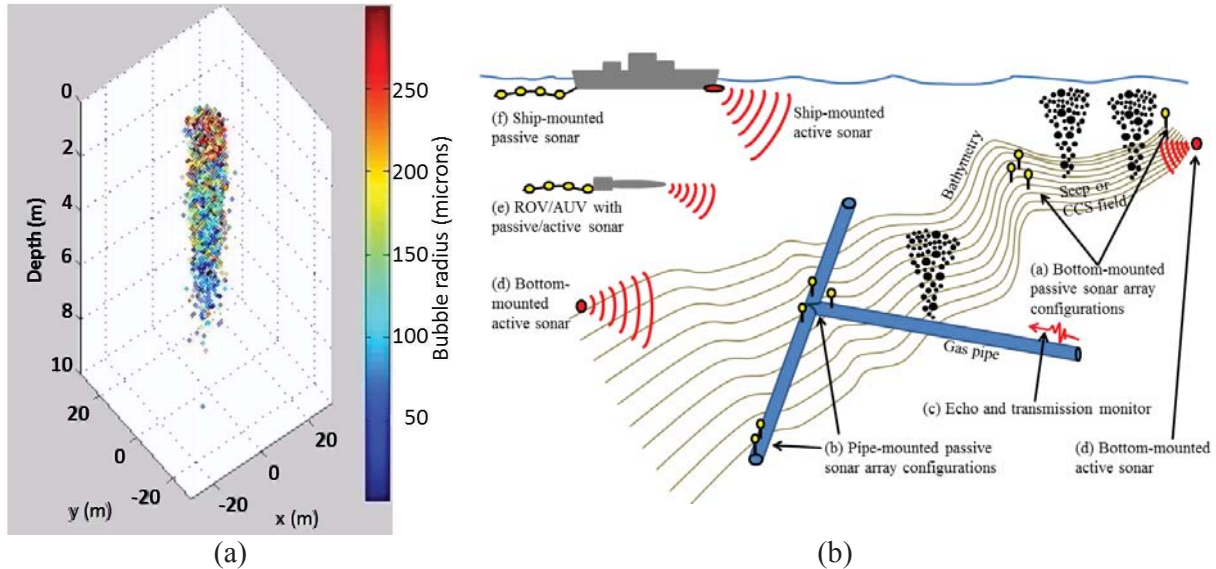 0
2
4
6
8
10
Depth (m)
20
0
-20
y (m)
20
0
-20
x (m)
250
200
150
100
50
Bubble radius (microns)
(a)
(f) Ship-mounted
passive sonar
Ship-mounted
active sonar
(e) ROV/AUV with
passive/active sonar
Bathymetry
Seep or
CCS field
(d) Bottom-
mounted
active sonar
(a) Bottom-mounted
passive sonar array
configurations
Gas pipe
(c) Echo and transmission monitor
(b) Pipe-mounted passive
sonar array configurations
(d) Bottom-mounted
active sonar
(b)